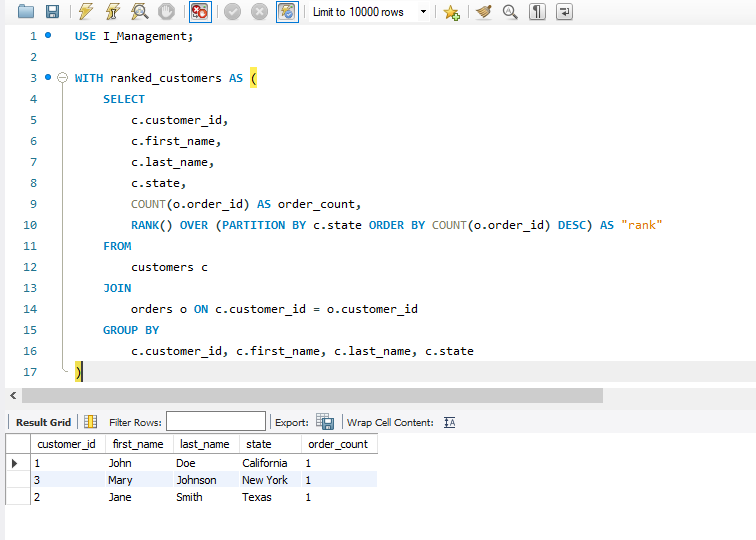 Limit to 10000 rows
1 USE I_Management;
2
3 WITH ranked_customers AS (
4 SELECT
5 c.customer_id,
6 c.first_name,
7 c.last_name,
8 c.state,
9 COUNT(o.order_id) AS order_count,
10 RANK() OVER (PARTITION BY c.state ORDER BY COUNT(o.order_id) DESC) AS "rank"
11 FROM
12 customers c
13 JOIN
14 orders o ON c.customer_id = o.customer_id
15 GROUP BY
16 c.customer_id, c.first_name, c.last_name, c.state
17 )
Result Grid Filter Rows: Export: Wrap Cell Content: IA
customer_id first_name last_name state order_count
1 John Doe California 1
3 Mary Johnson New York 1
2 Jane Smith Texas 1